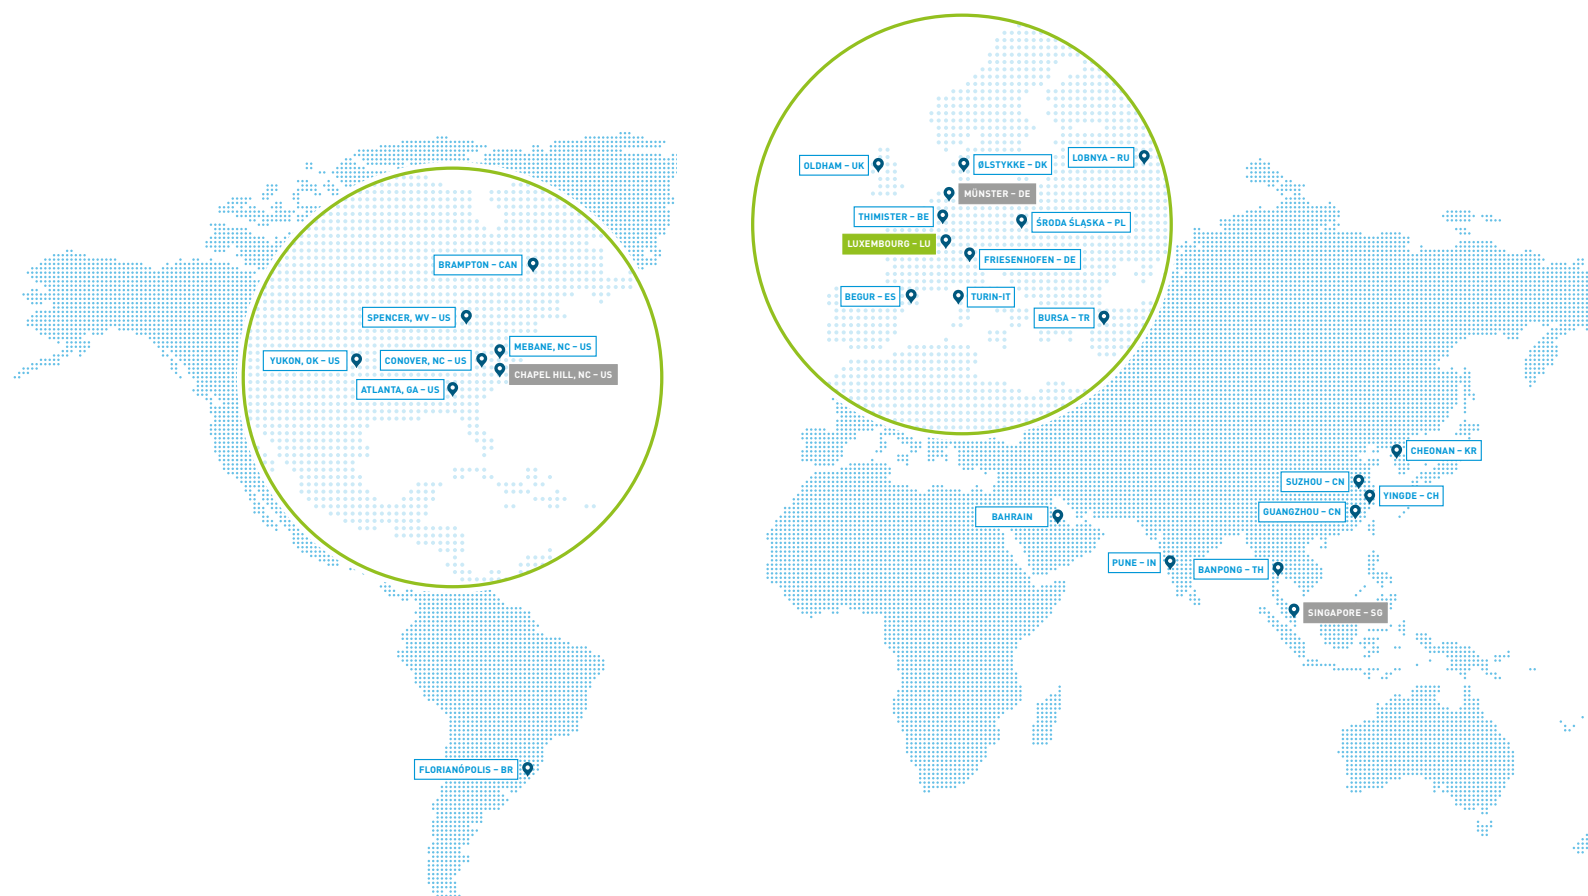 OLDHAM – UK
ØLSTYKKE – DK
LOBNYA – RU
MÜNSTER – DE
THIMISTER – BE
ŚRODA ŚLĄSKA – PL
LUXEMBOURG – LU
FRIESENHOFEN – DE
BEGUR – ES
TURIN-IT
BURSA – TR
BRAMPTON – CAN
SPENCER, WV – US
MEBANE, NC – US
YUKON, OK – US
CONOVER, NC – US
CHAPEL HILL, NC – US
ATLANTA, GA – US
CHEONAN – KR
SUZHOU – CN
YINGDE – CH
GUANGZHOU – CN
BAHRAIN
PUNE – IN
BANPONG – TH
SINGAPORE – SG
FLORIANÓPOLIS – BR